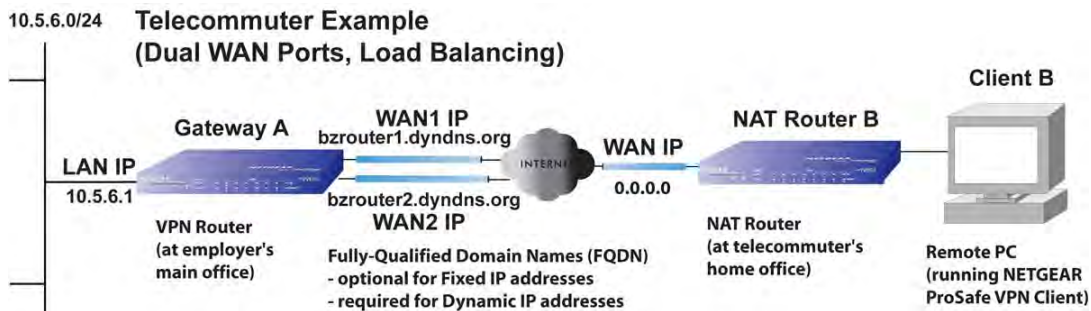 10.5.6.0/24
Telecommuter Example
(Dual WAN Ports, Load Balancing)
Client B
Gateway A
WAN1 IP
bzrouter1.dyndns.org
NAT Router B
LAN IP
10.5.6.1
INTERNET
WAN IP
0.0.0.0
bzrouter2.dyndns.org
WAN2 IP
VPN Router
(at employer's
main office)
Fully-Qualified Domain Names (FQDN)
- optional for Fixed IP addresses
- required for Dynamic IP addresses
NAT Router
(at telecommuter's
home office)
Remote PC
(running NETGEAR
ProSafe VPN Client)